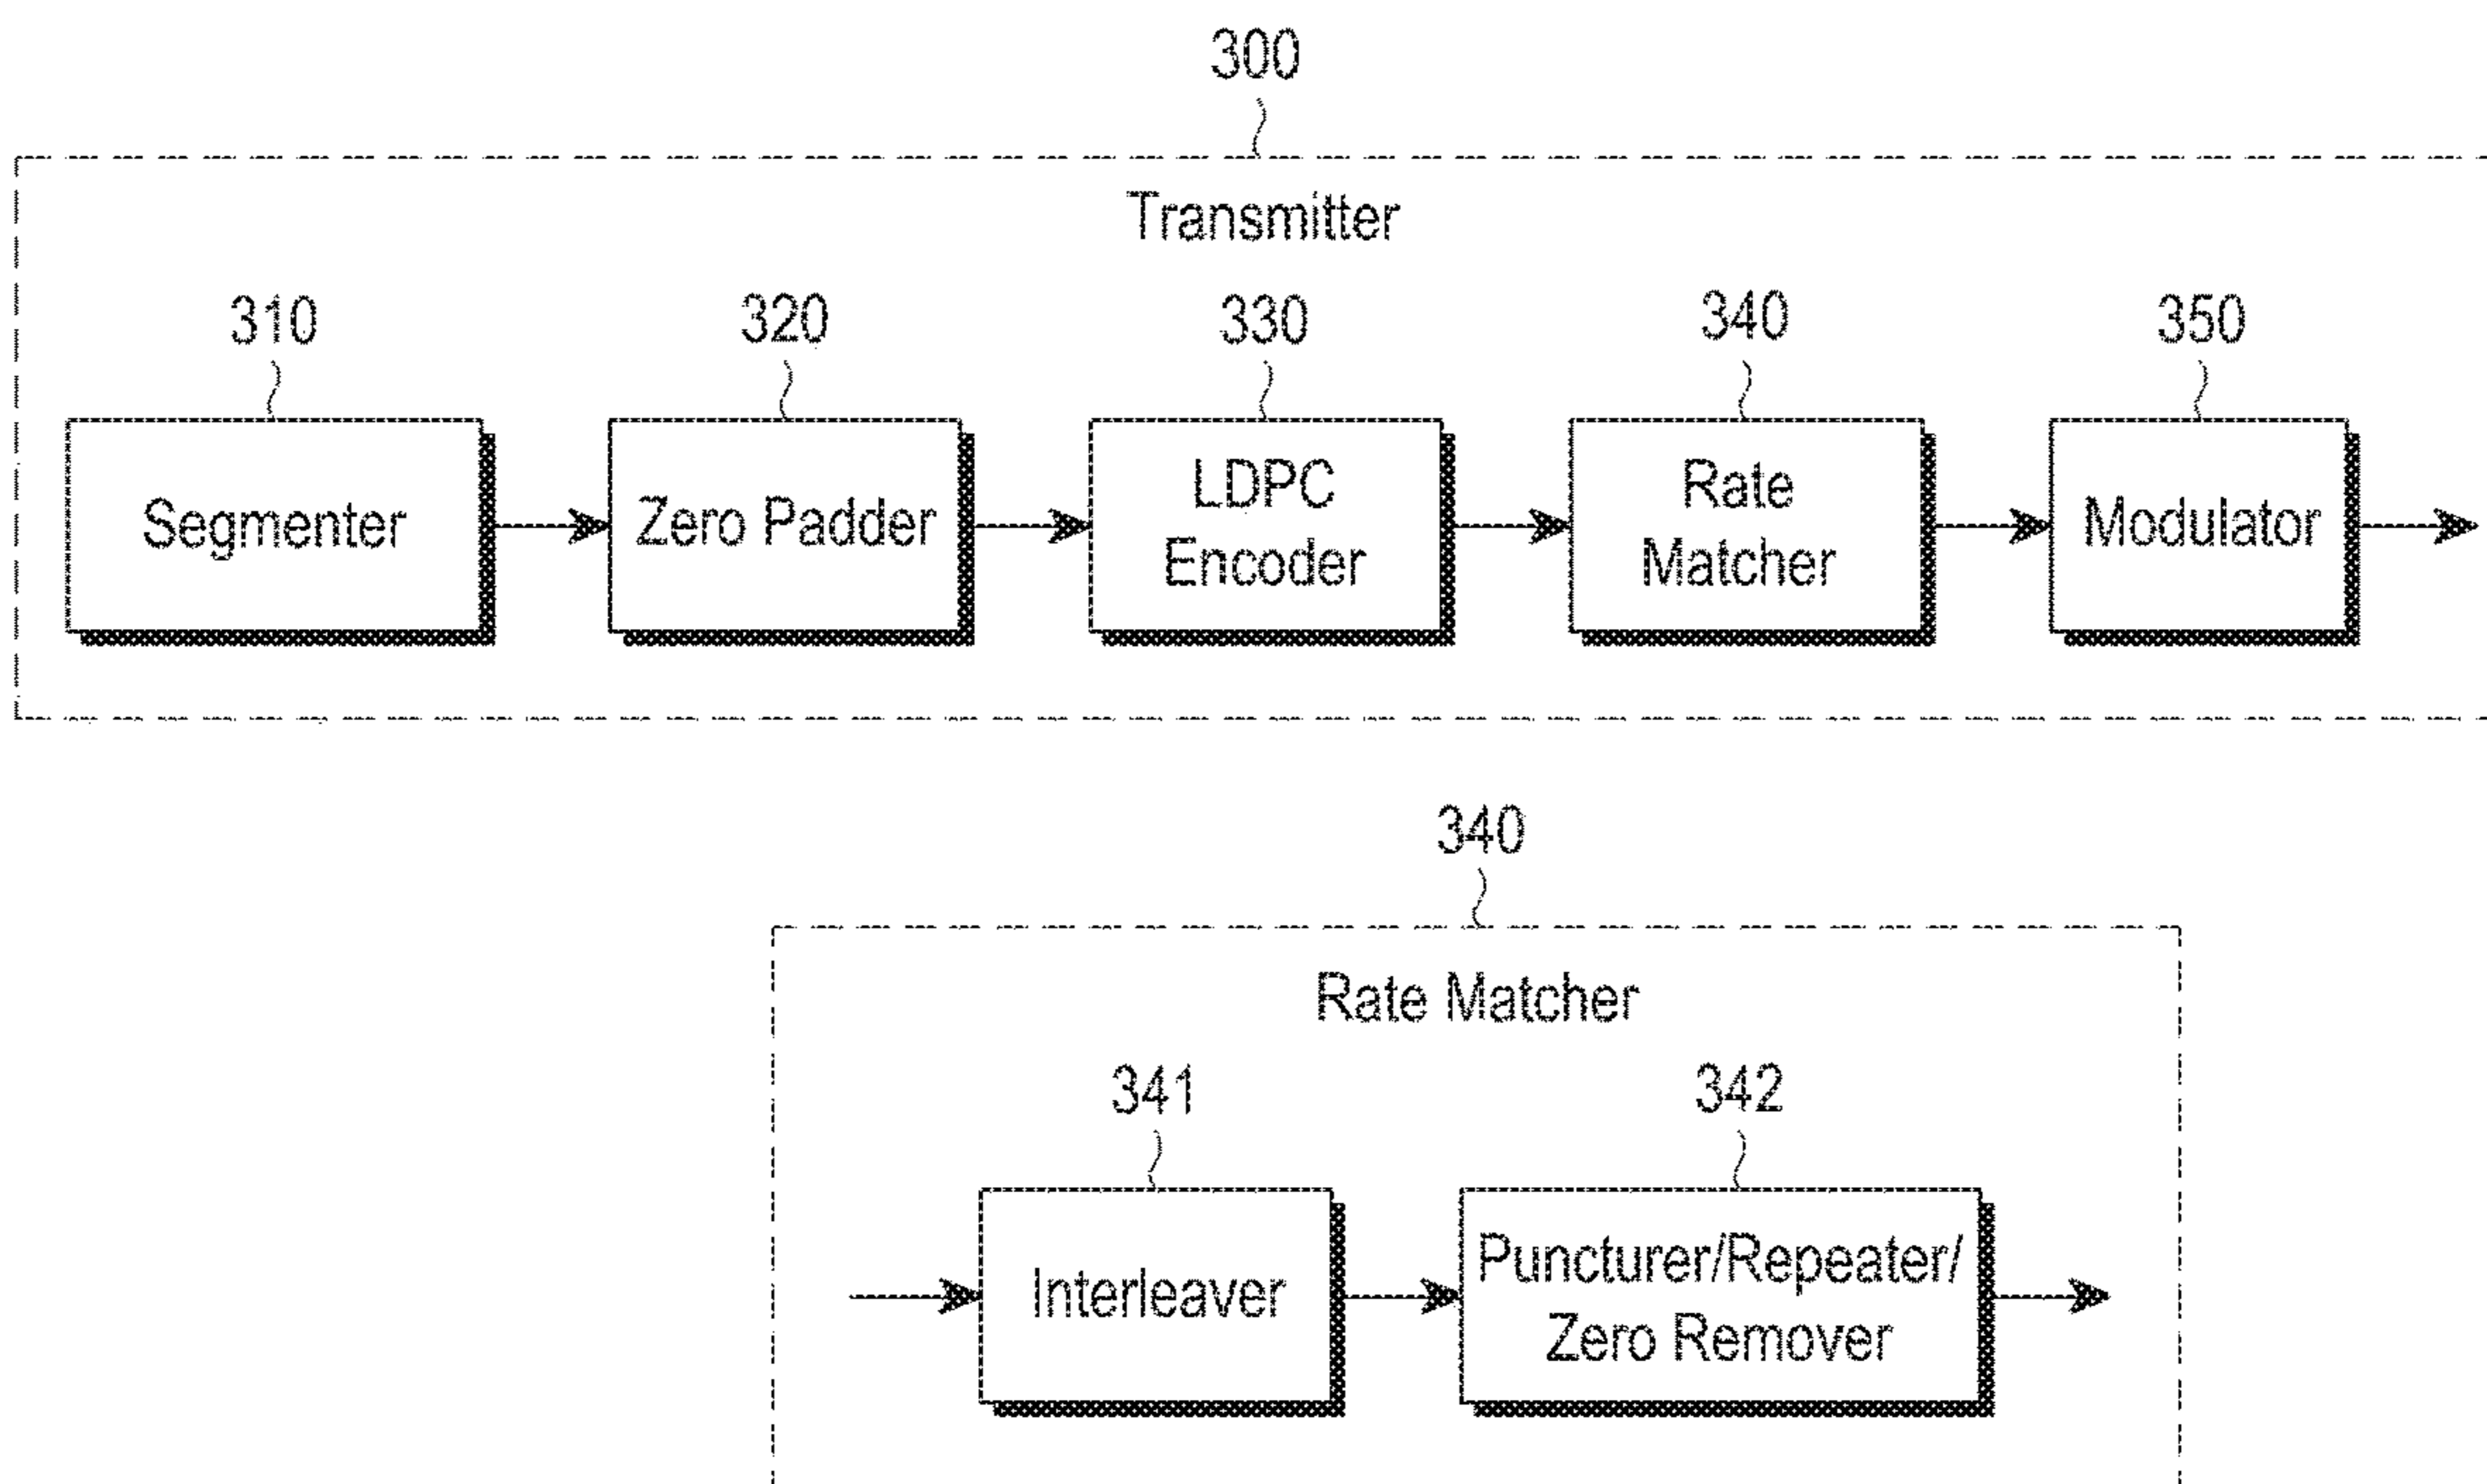 300
Transmitter
310
320
330
340
350
Segmenter
Zero Padder
LDPC
Encoder
Rate
Matcher
Modulator
340
Rate Matcher
341
342
Interleaver
Puncturer/Repeater/
Zero Remover